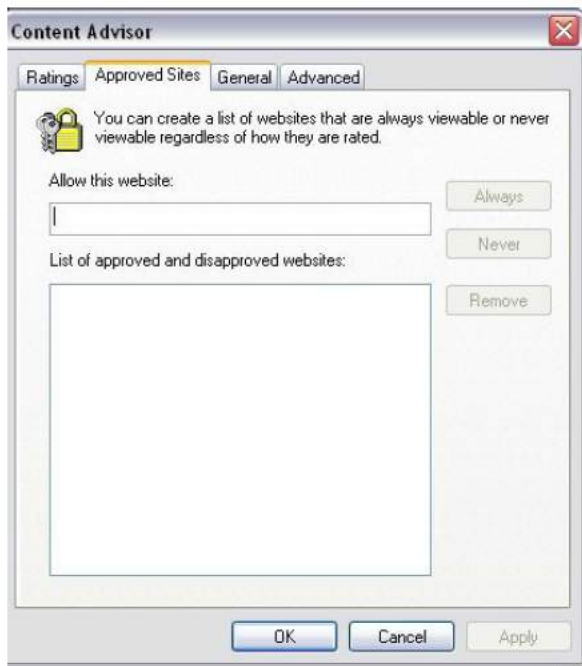 Content Advisor
Ratings Approved Sites General Advanced
You can create a list of websites that are always viewable or never
viewable regardless of how they are rated.
Allow this website:
Always
Never
List of approved and disapproved websites:
Remove
OK Cancel Apply